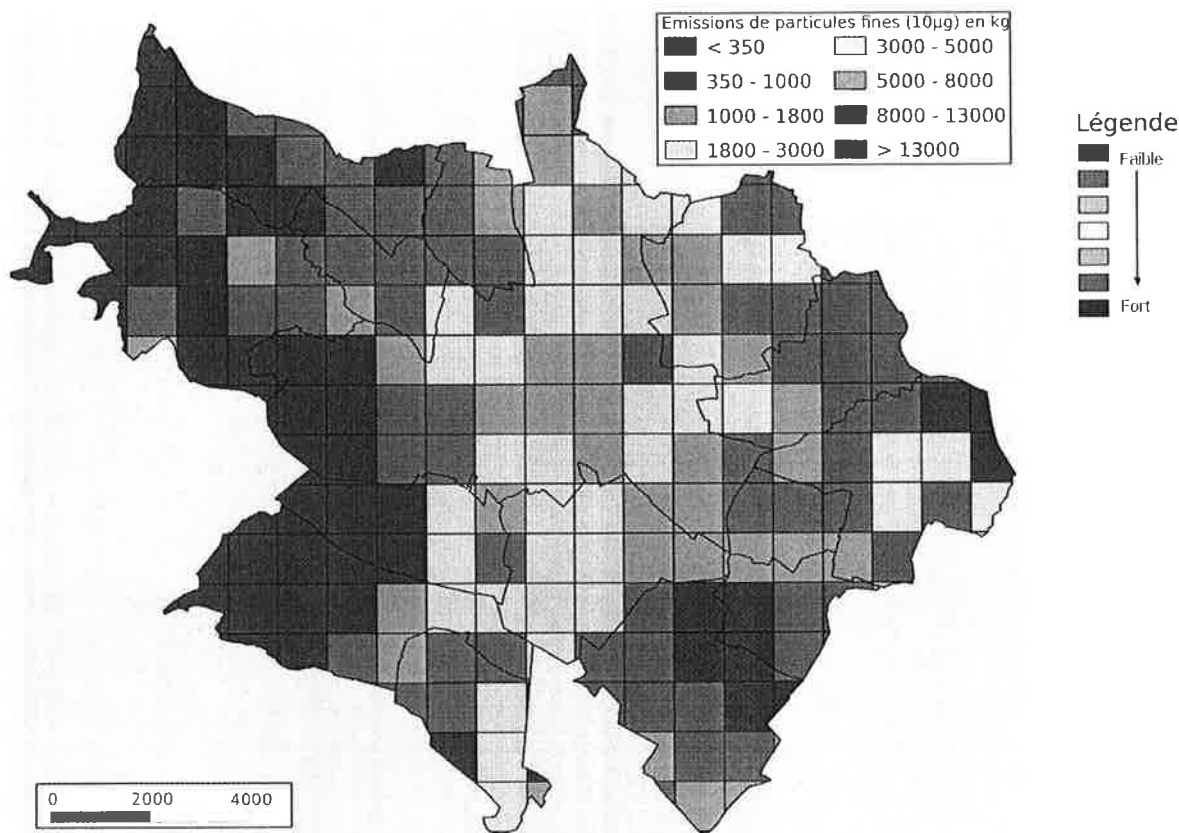 Emissions de particules fines (10µg) en kg
< 350
3000 - 5000
350 - 1000
5000 - 8000
1000 - 1800
8000 - 13000
1800 - 3000
> 13000
Légende
Faible
Fort
0 2000 4000